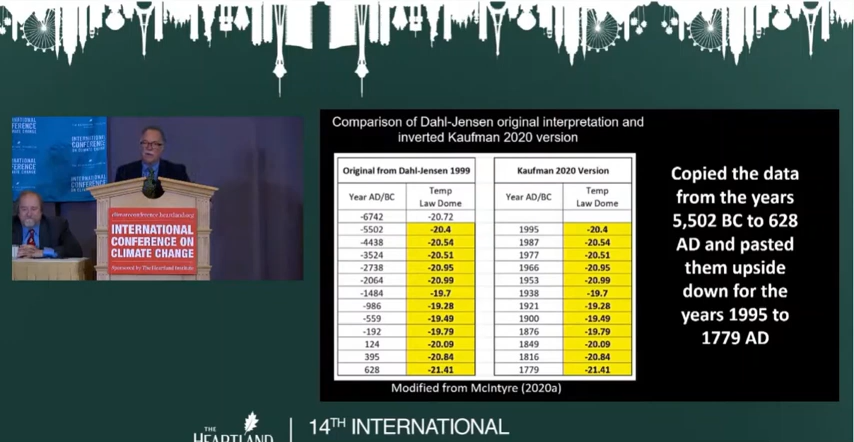 INTERNATIONAL
CONFERENCE ON
CLIMATE CHANGE
Sponsored by The Heartland Institute
Comparison of Dahl-Jensen original interpretation and
inverted Kaufman 2020 version
Original from Dahl-Jensen 1999
Kaufman 2020 Version
Year AD/BC Temp Law Dome Year AD/BC Temp Law Dome
-6742 -20.72
-5502 -20.4 1995 -20.4
-4438 -20.54 1987 -20.54
-3524 -20.51 1977 -20.51
-2738 -20.95 1966 -20.95
-2064 -20.99 1953 -20.99
-1484 -19.7 1938 -19.7
-986 -19.28 1921 -19.28
-559 -19.49 1900 -19.49
-192 -19.79 1876 -19.79
124 -20.09 1849 -20.09
395 -20.84 1816 -20.84
628 -21.41 1779 -21.41
Modified from McIntyre (2020a)
Copied the data
from the years
5,502 BC to 628
AD and pasted
them upside
down for the
years 1995 to
1779 AD
THE
HEARTLAND
14TH INTERNATIONAL